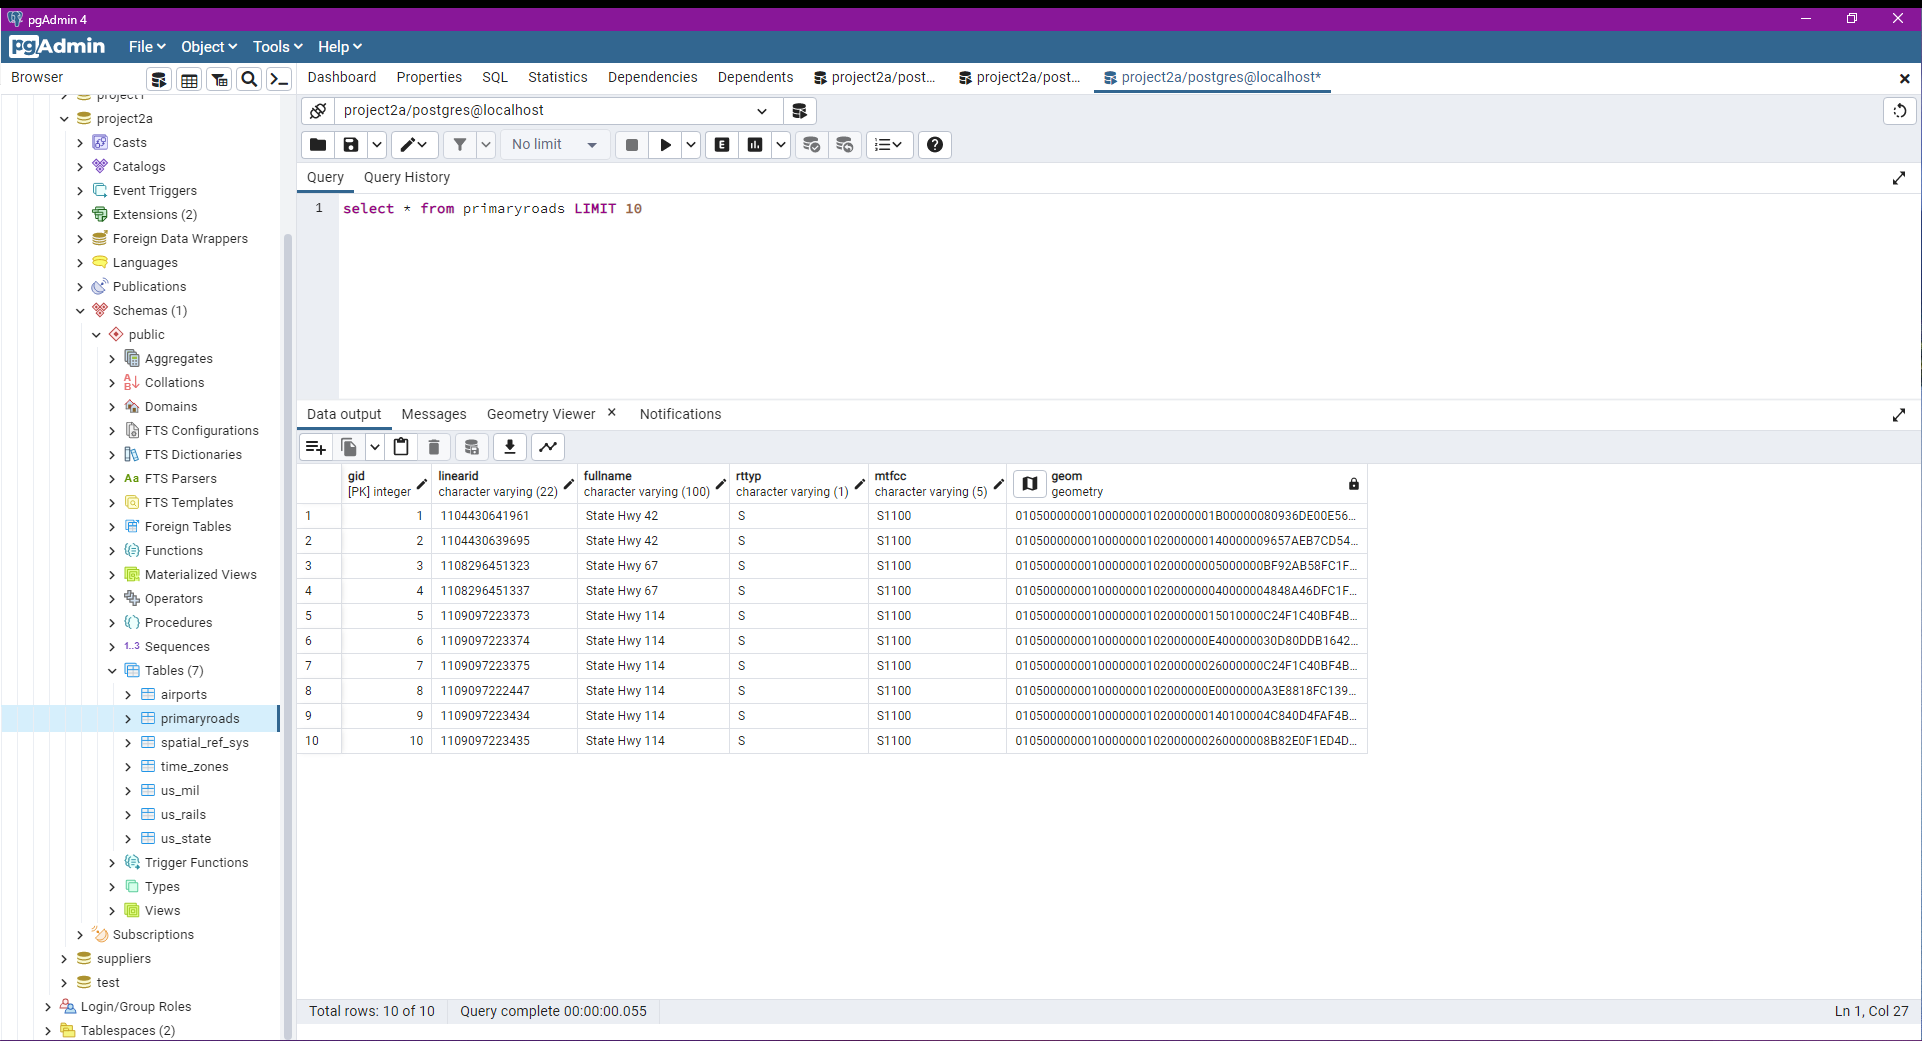 pgAdmin 4
pgAdmin File Object Tools Help
Browser
Dashboard Properties SQL Statistics Dependencies Dependents project2a/post... project2a/post... project2a/postgres@localhost*
project1
project2a
Casts
Catalogs
Event Triggers
Extensions (2)
Foreign Data Wrappers
Languages
Publications
Schemas (1)
public
Aggregates
Collations
Domains
FTS Configurations
FTS Dictionaries
Aa FTS Parsers
FTS Templates
Foreign Tables
Functions
Materialized Views
Operators
Procedures
1..3 Sequences
Tables (7)
airports
primaryroads
spatial_ref_sys
time_zones
us_mil
us_rails
us_state
Trigger Functions
Types
Views
Subscriptions
suppliers
test
Login/Group Roles
Tablespaces (2)
project2a/postgres@localhost
No limit E
Query Query History
1 select * from primaryroads LIMIT 10
Data output Messages Geometry Viewer Notifications
gid linearid fullname rttyp mtfcc geom
[PK] integer character varying (22) character varying (100) character varying (1) character varying (5) geometry
1 1 1104430641961 State Hwy 42 S S1100 01050000000100000001020000001B00000080936DE00E56...
2 2 1104430639695 State Hwy 42 S S1100 0105000000010000000102000000140000009657AEB7CD54...
3 3 1108296451323 State Hwy 67 S S1100 010500000001000000010200000005000000BF92AB58FC1F...
4 4 1108296451337 State Hwy 67 S S1100 0105000000010000000102000000040000004848A46DFC1F...
5 5 1109097223373 State Hwy 114 S S1100 010500000001000000010200000015010000C24F1C40BF4B...
6 6 1109097223374 State Hwy 114 S S1100 0105000000010000000102000000E400000030D80DDB1642...
7 7 1109097223375 State Hwy 114 S S1100 010500000001000000010200000026000000C24F1C40BF4B...
8 8 1109097222447 State Hwy 114 S S1100 0105000000010000000102000000E0000000A3E8818FC139...
9 9 1109097223434 State Hwy 114 S S1100 0105000000010000000102000000140100004C840D4FAF4B...
10 10 1109097223435 State Hwy 114 S S1100 0105000000010000000102000000260000008B82E0F1ED4D...
Total rows: 10 of 10 Query complete 00:00:00.055 Ln 1, Col 27